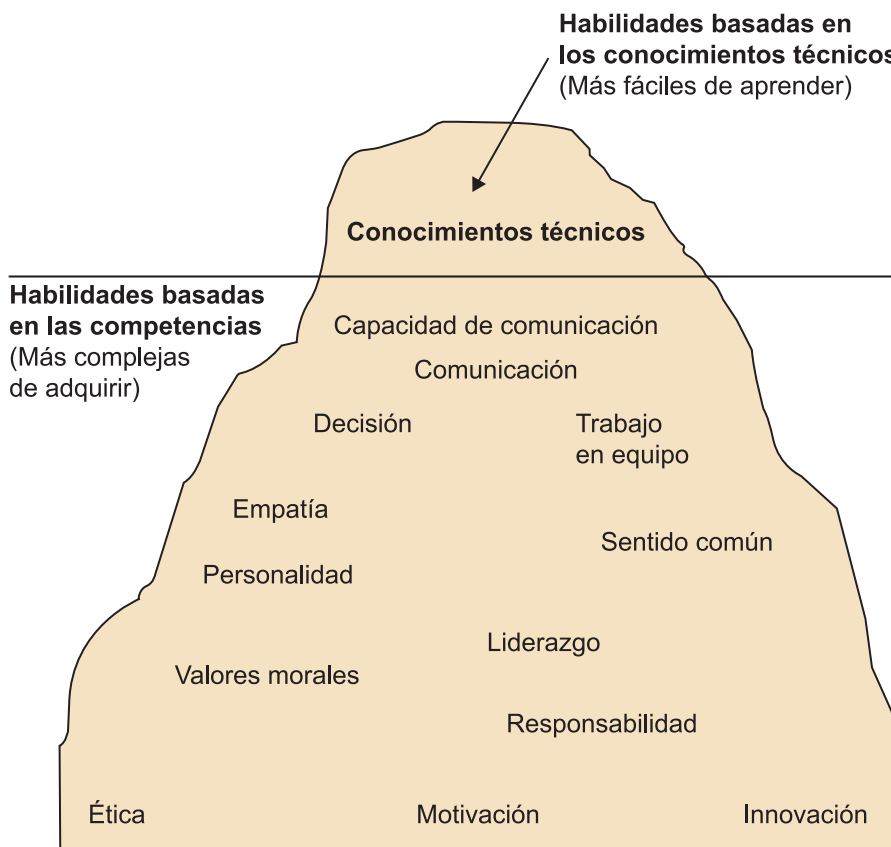 Habilidades basadas en
los conocimientos técnicos
(Más fáciles de aprender)
Conocimientos técnicos
Habilidades basadas
en las competencias
(Más complejas
de adquirir)
Capacidad de comunicación
Comunicación
Decisión
Trabajo
en equipo
Empatía
Sentido común
Personalidad
Liderazgo
Valores morales
Responsabilidad
Ética
Motivación
Innovación